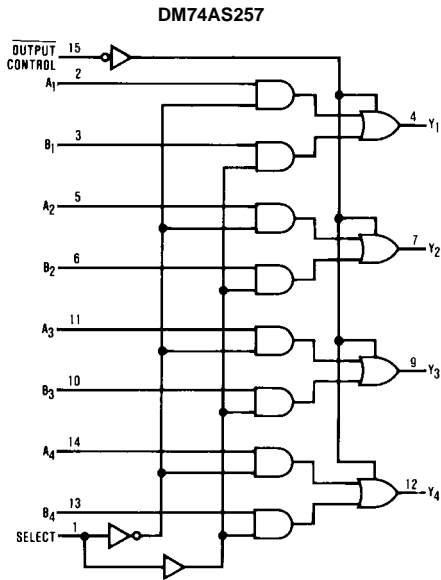 DM74AS257
OUTPUT CONTROL 15
A1 2
4 Y1
B1 3
A2 5
7 Y2
B2 6
A3 11
9 Y3
B3 10
A4 14
12 Y4
B4 13
SELECT 1